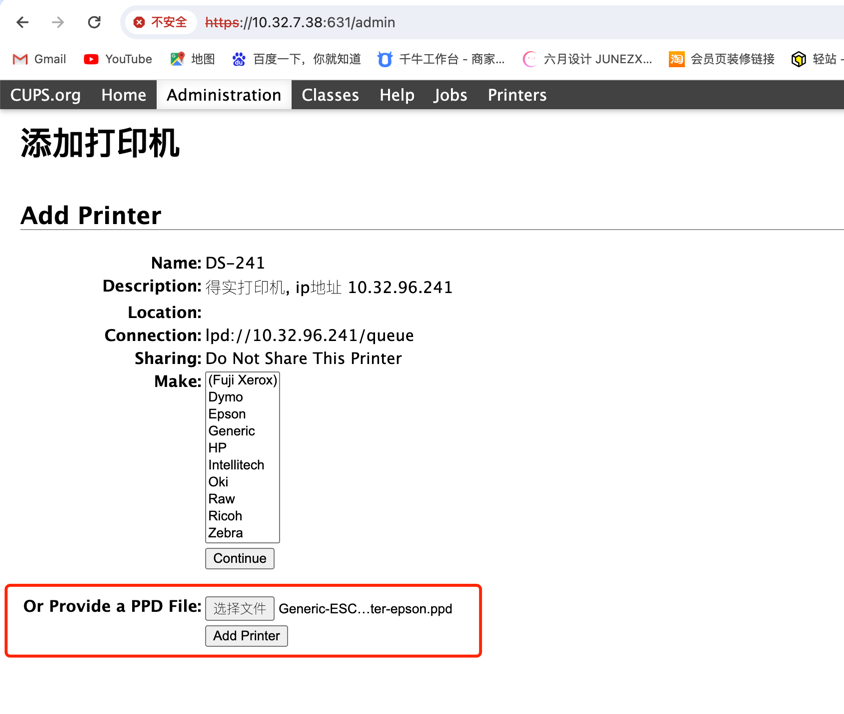 不安全 https://10.32.7.38:631/admin
Gmail YouTube 地图 百度一下，你就知道 千牛工作台 - 商家... 六月设计 JUNEZX... 淘 会员页装修链接 轻站 -
CUPS.org Home Administration Classes Help Jobs Printers
添加打印机
Add Printer
Name: DS-241
Description: 得实打印机, ip地址 10.32.96.241
Location:
Connection: lpd://10.32.96.241/queue
Sharing: Do Not Share This Printer
Make: (Fuji Xerox)
Dymo
Epson
Generic
HP
Intellitech
Oki
Raw
Ricoh
Zebra
Continue
Or Provide a PPD File: 选择文件 Generic-ESC...ter-epson.ppd
Add Printer